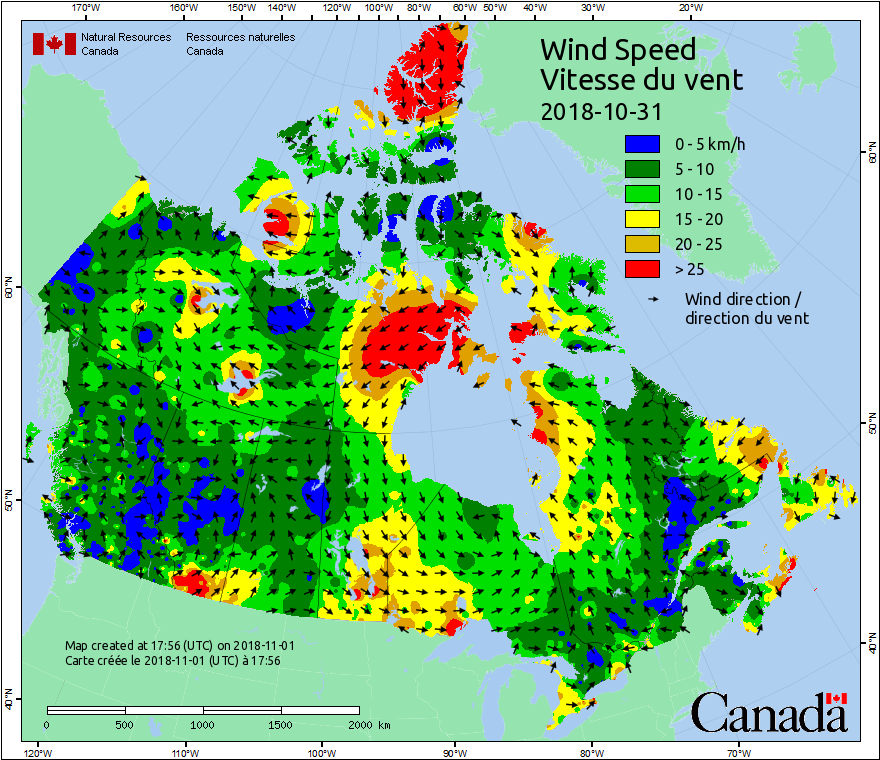 170°W 160°W 150°W 140°W 120°W 100°W 80°W 60°W 50°W 40°W 30°W 20°W
Natural Resources Ressources naturelles
Canada Canada
Wind Speed
Vitesse du vent
2018-10-31
0 - 5 km/h
5 - 10
10 - 15
15 - 20
20 - 25
> 25
Wind direction /
direction du vent
60°N
60°N
50°N
50°N
40°N
40°N
Map created at 17:56 (UTC) on 2018-11-01
Carte créée le 2018-11-01 (UTC) à 17:56
0 500 1000 1500 2000 km
Canada
120°W 110°W 100°W 90°W 80°W 70°W